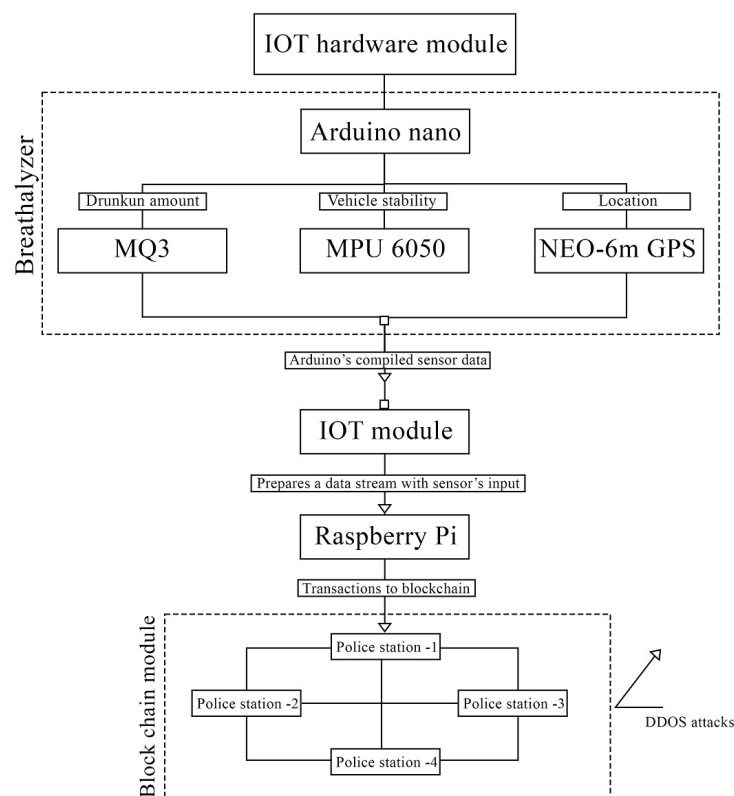 IOT hardware module
Breathalyzer
Arduino nano
Drunkun amount
Vehicle stability
Location
MQ3
MPU 6050
NEO-6m GPS
Arduino’s compiled sensor data
IOT module
Prepares a data stream with sensor’s input
Raspberry Pi
Transactions to blockchain
Block chain module
Police station -1
Police station -2
Police station -3
Police station -4
DDOS attacks